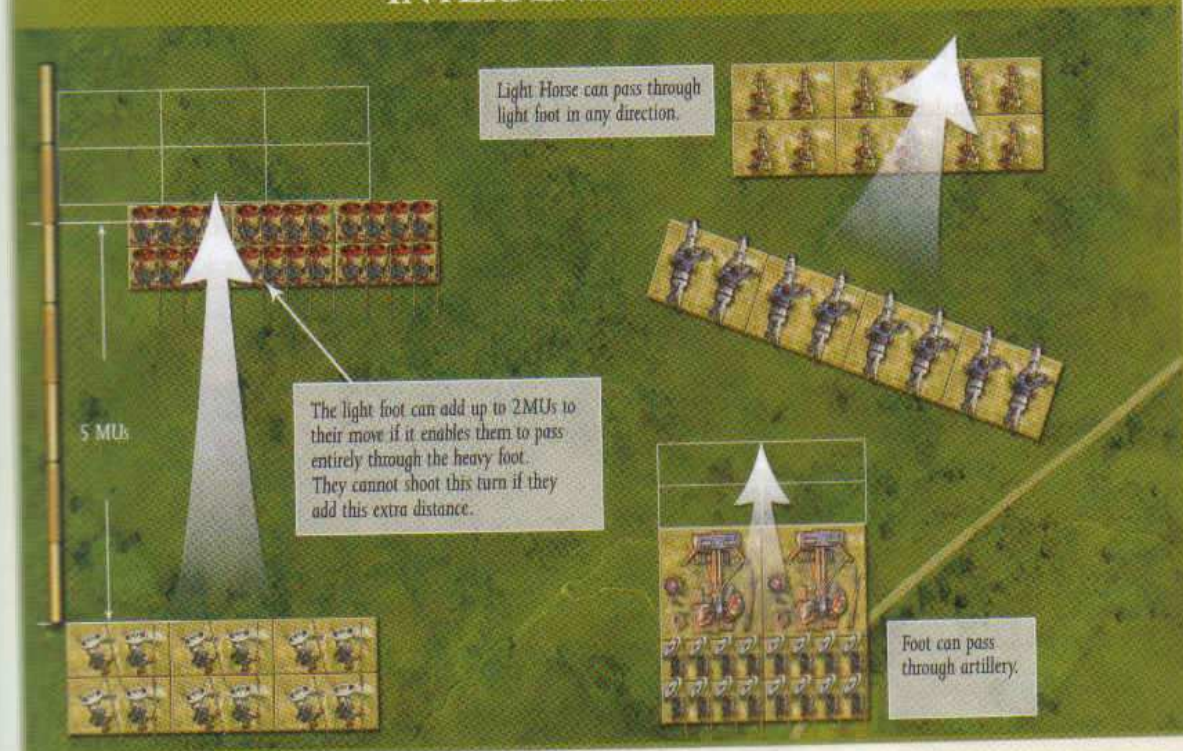 Light Horse can pass through
light foot in any direction.
5 MUs
The light foot can add up to 2MUs to
their move if it enables them to pass
entirely through the heavy foot.
They cannot shoot this turn if they
add this extra distance.
Foot can pass
through artillery.